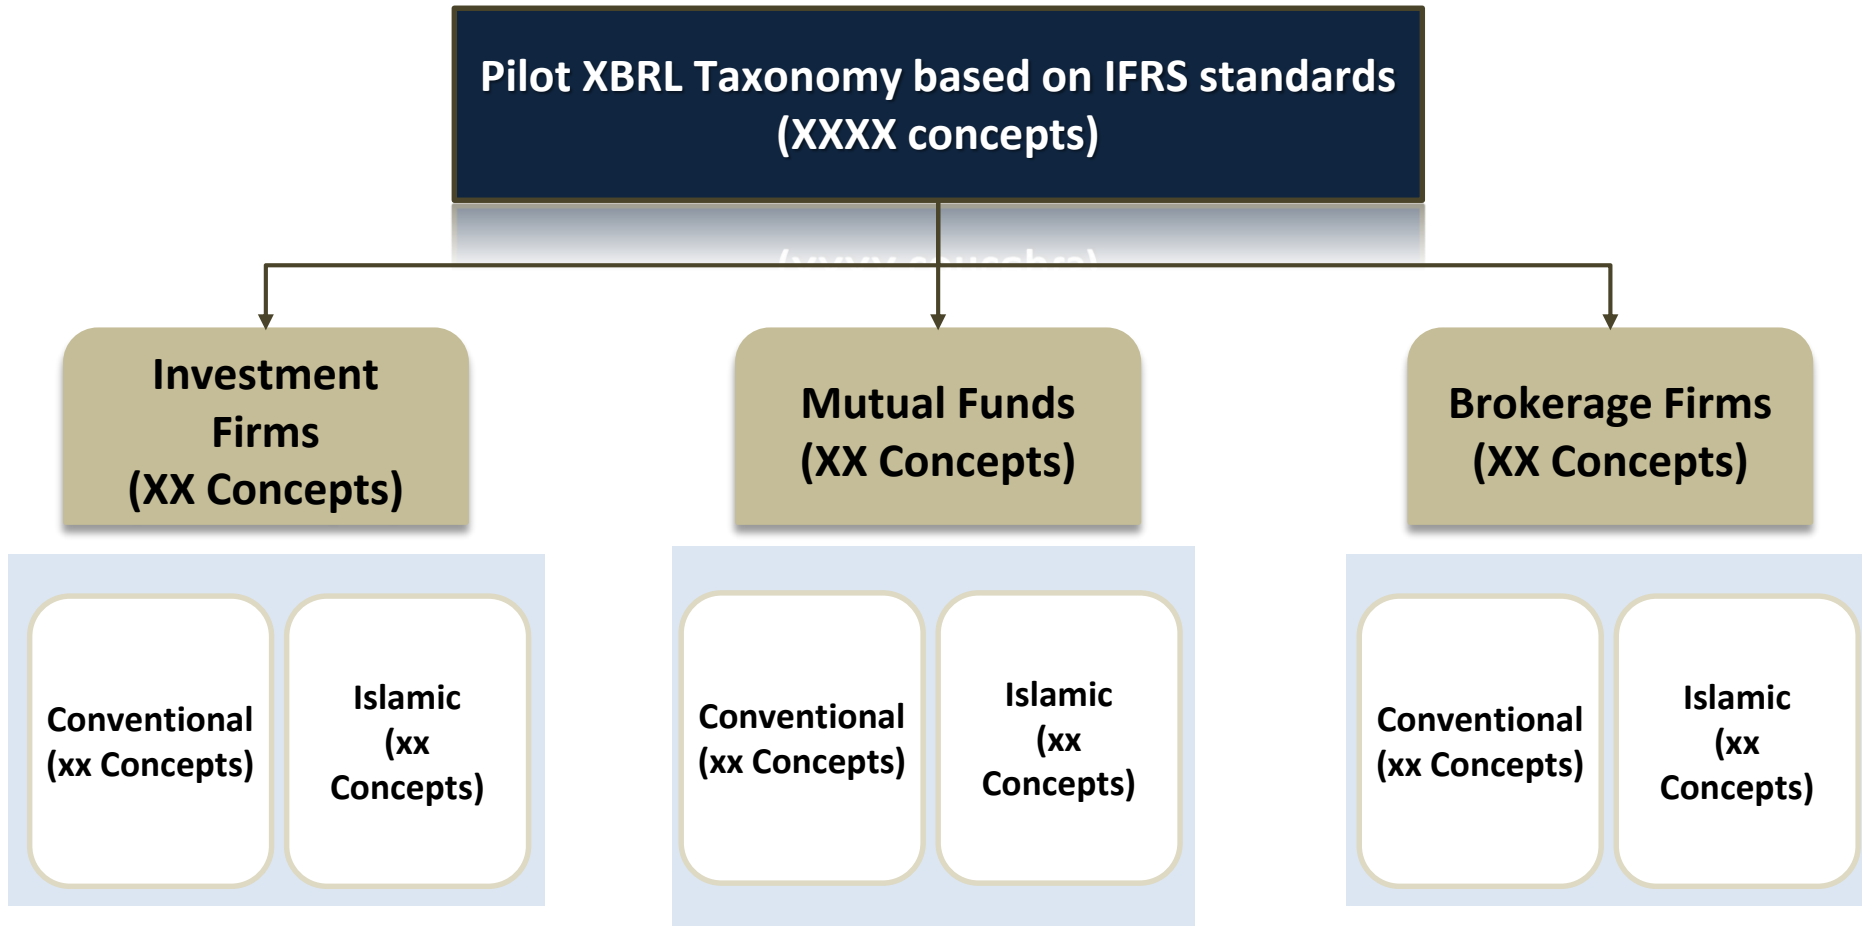 Pilot XBRL Taxonomy based on IFRS standards
(XXXX concepts)
Investment
Firms
(XX Concepts)
Mutual Funds
(XX Concepts)
Brokerage Firms
(XX Concepts)
Conventional
(xx Concepts)
Islamic
(xx
Concepts)
Conventional
(xx Concepts)
Islamic
(xx
Concepts)
Conventional
(xx Concepts)
Islamic
(xx
Concepts)